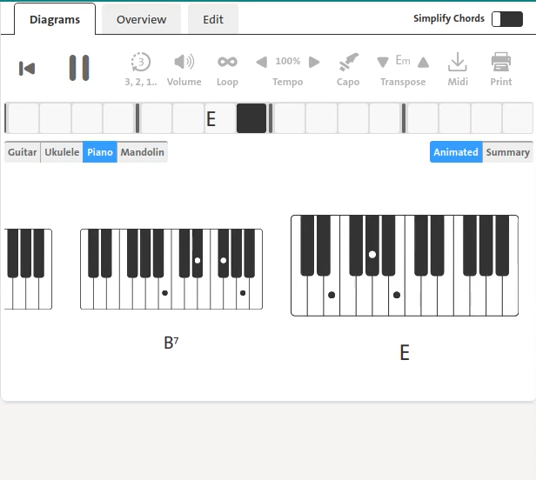 Diagrams Overview Edit Simplify Chords
3 100% Em
3, 2, 1.. Volume Loop Tempo Capo Transpose Midi Print
E
Guitar Ukulele Piano Mandolin Animated Summary
B⁷
E